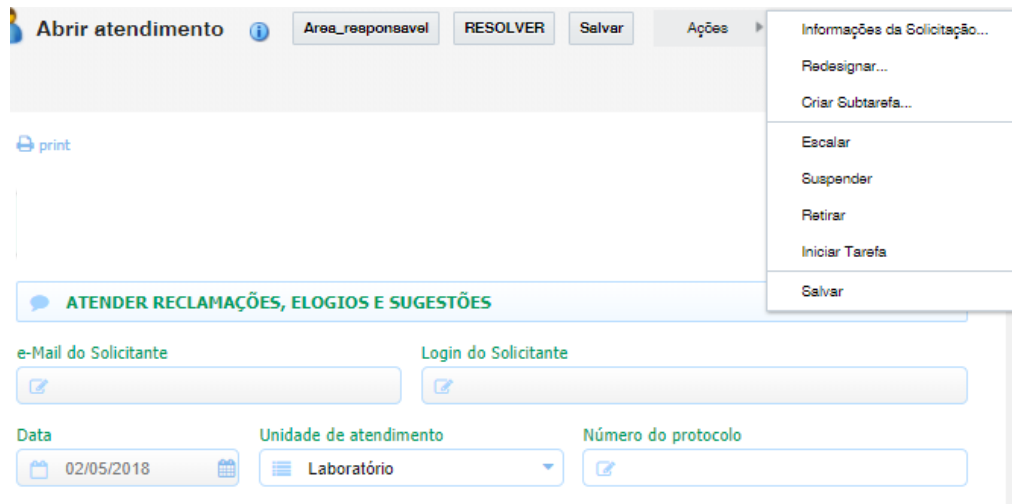 Abrir atendimento Area_responsavel RESOLVER Salvar Ações
Informações da Solicitação...
Redesignar...
Criar Subtarefa...
Escalar
Suspender
Retirar
Iniciar Tarefa
Salvar
print
ATENDER RECLAMAÇÕES, ELOGIOS E SUGESTÕES
e-Mail do Solicitante Login do Solicitante
Data Unidade de atendimento Número do protocolo
02/05/2018 Laboratório